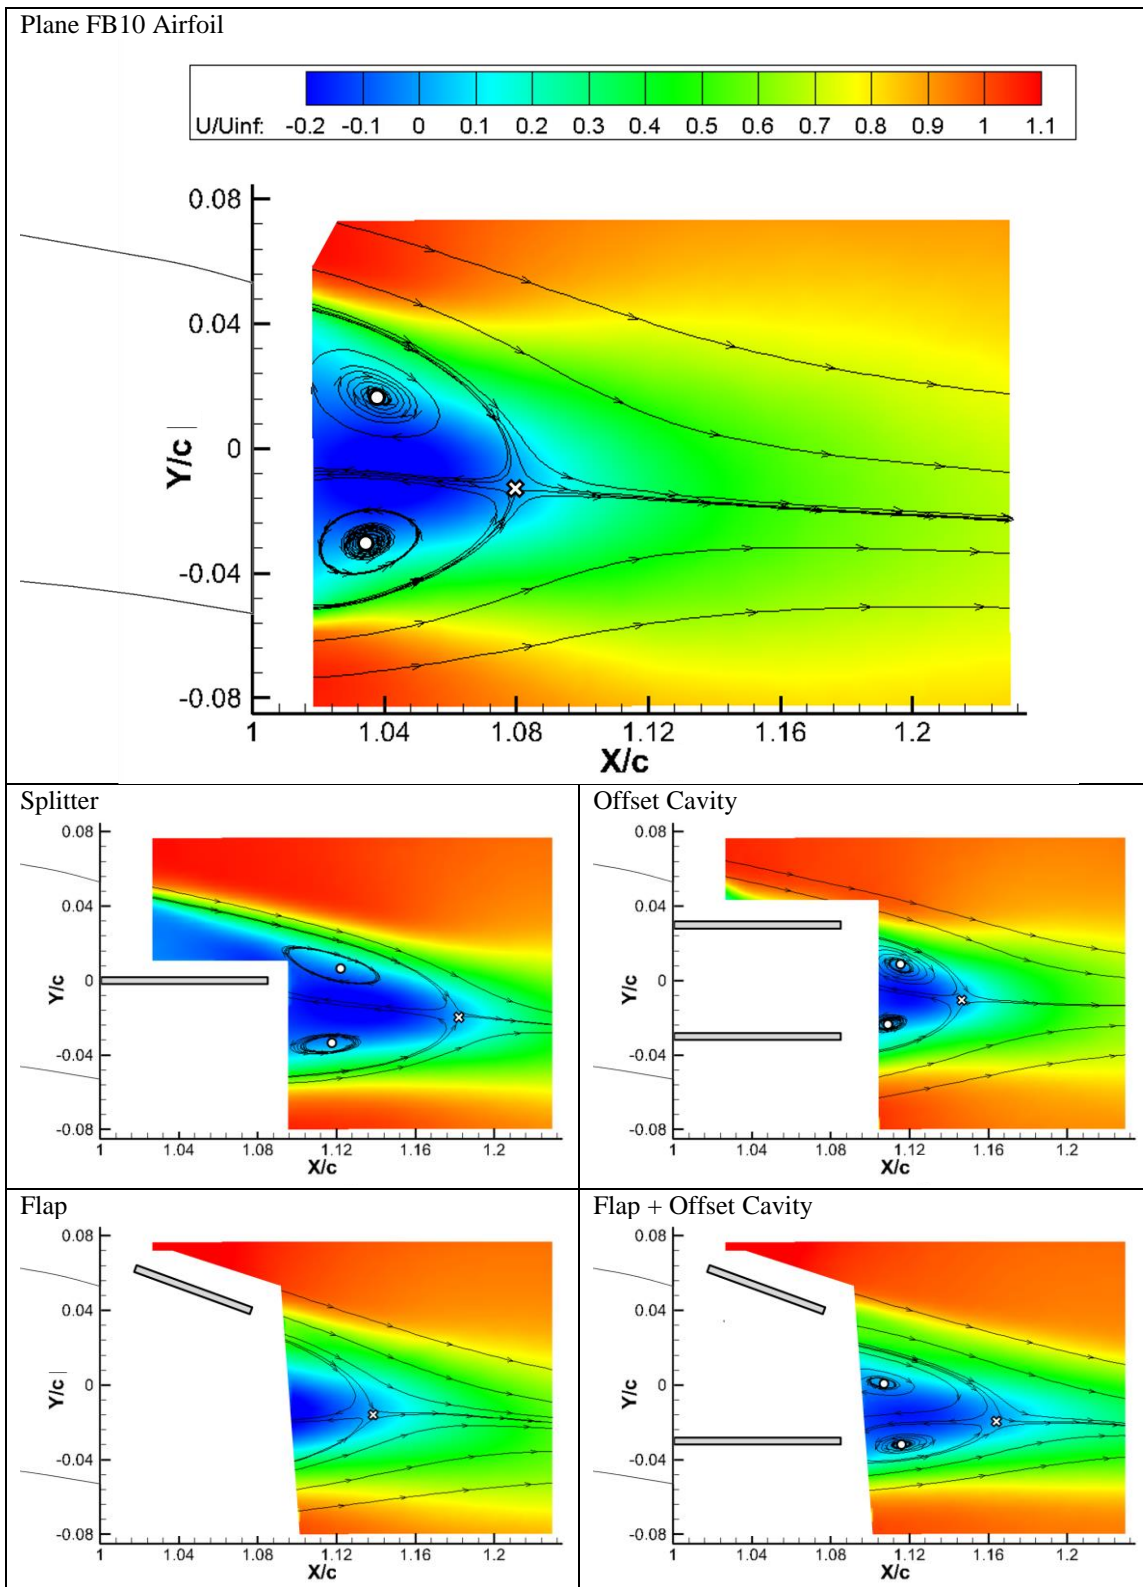 Plane FB10 Airfoil
U/Uinf: -0.2 -0.1 0 0.1 0.2 0.3 0.4 0.5 0.6 0.7 0.8 0.9 1 1.1
0.08
0.04
Y/c
0
-0.04
-0.08
1 1.04 1.08 1.12 1.16 1.2
X/c
Splitter
0.08
0.04
Y/c
0
-0.04
-0.08
1 1.04 1.08 1.12 1.16 1.2
X/c
Offset Cavity
0.08
0.04
Y/c
0
-0.04
-0.08
1 1.04 1.08 1.12 1.16 1.2
X/c
Flap
0.08
0.04
Y/c
0
-0.04
-0.08
1 1.04 1.08 1.12 1.16 1.2
X/c
Flap + Offset Cavity
0.08
0.04
Y/c
0
-0.04
-0.08
1 1.04 1.08 1.12 1.16 1.2
X/c